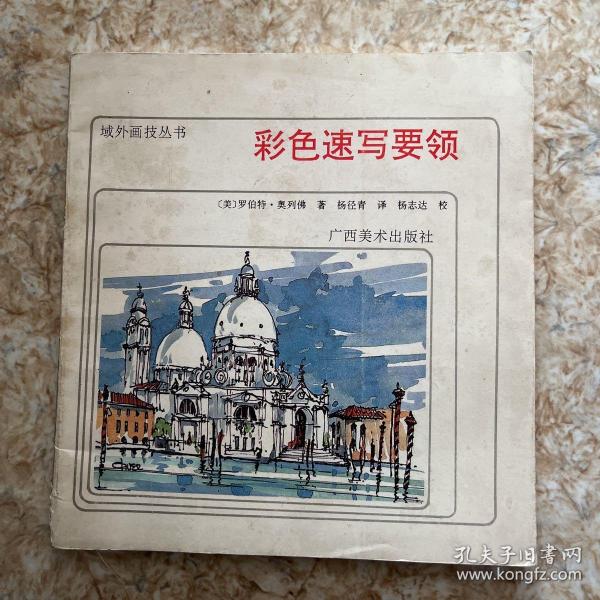 域外画技丛书
彩色速写要领
〔美〕罗伯特·奥列佛 著 杨径青 译 杨志达 校
广西美术出版社
OLIVER
孔夫子旧书网
www.kongfz.com